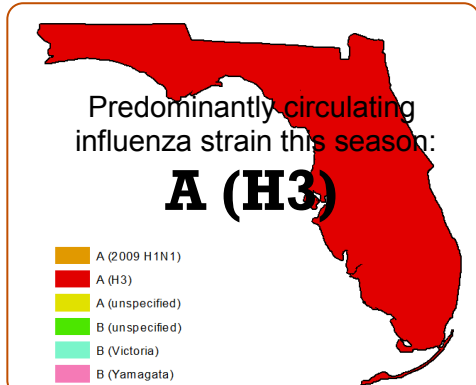 Predominantly circulating
influenza strain this season:
A (H3)
A (2009 H1N1)
A (H3)
A (unspecified)
B (unspecified)
B (Victoria)
B (Yamagata)